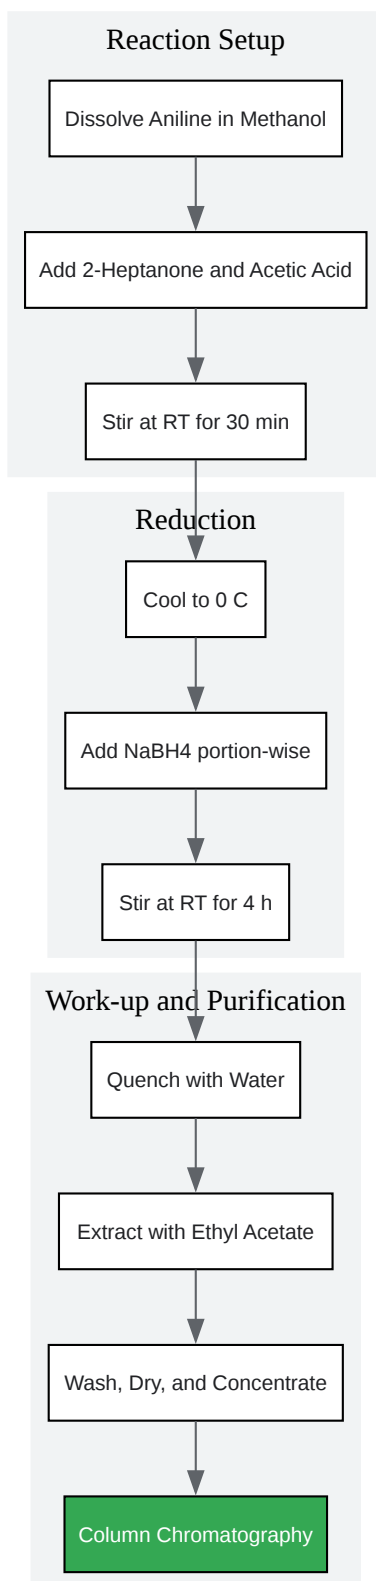 Reaction Setup
Dissolve Aniline in Methanol
Add 2-Heptanone and Acetic Acid
Stir at RT for 30 min
Reduction
Cool to 0 C
Add NaBH4 portion-wise
Stir at RT for 4 h
Work-up and Purification
Quench with Water
Extract with Ethyl Acetate
Wash, Dry, and Concentrate
Column Chromatography